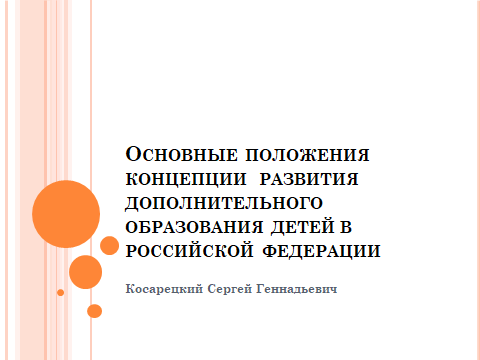 Основные положения
концепции развития
дополнительного
образования детей в
российской федерации
Косарецкий Сергей Геннадьевич